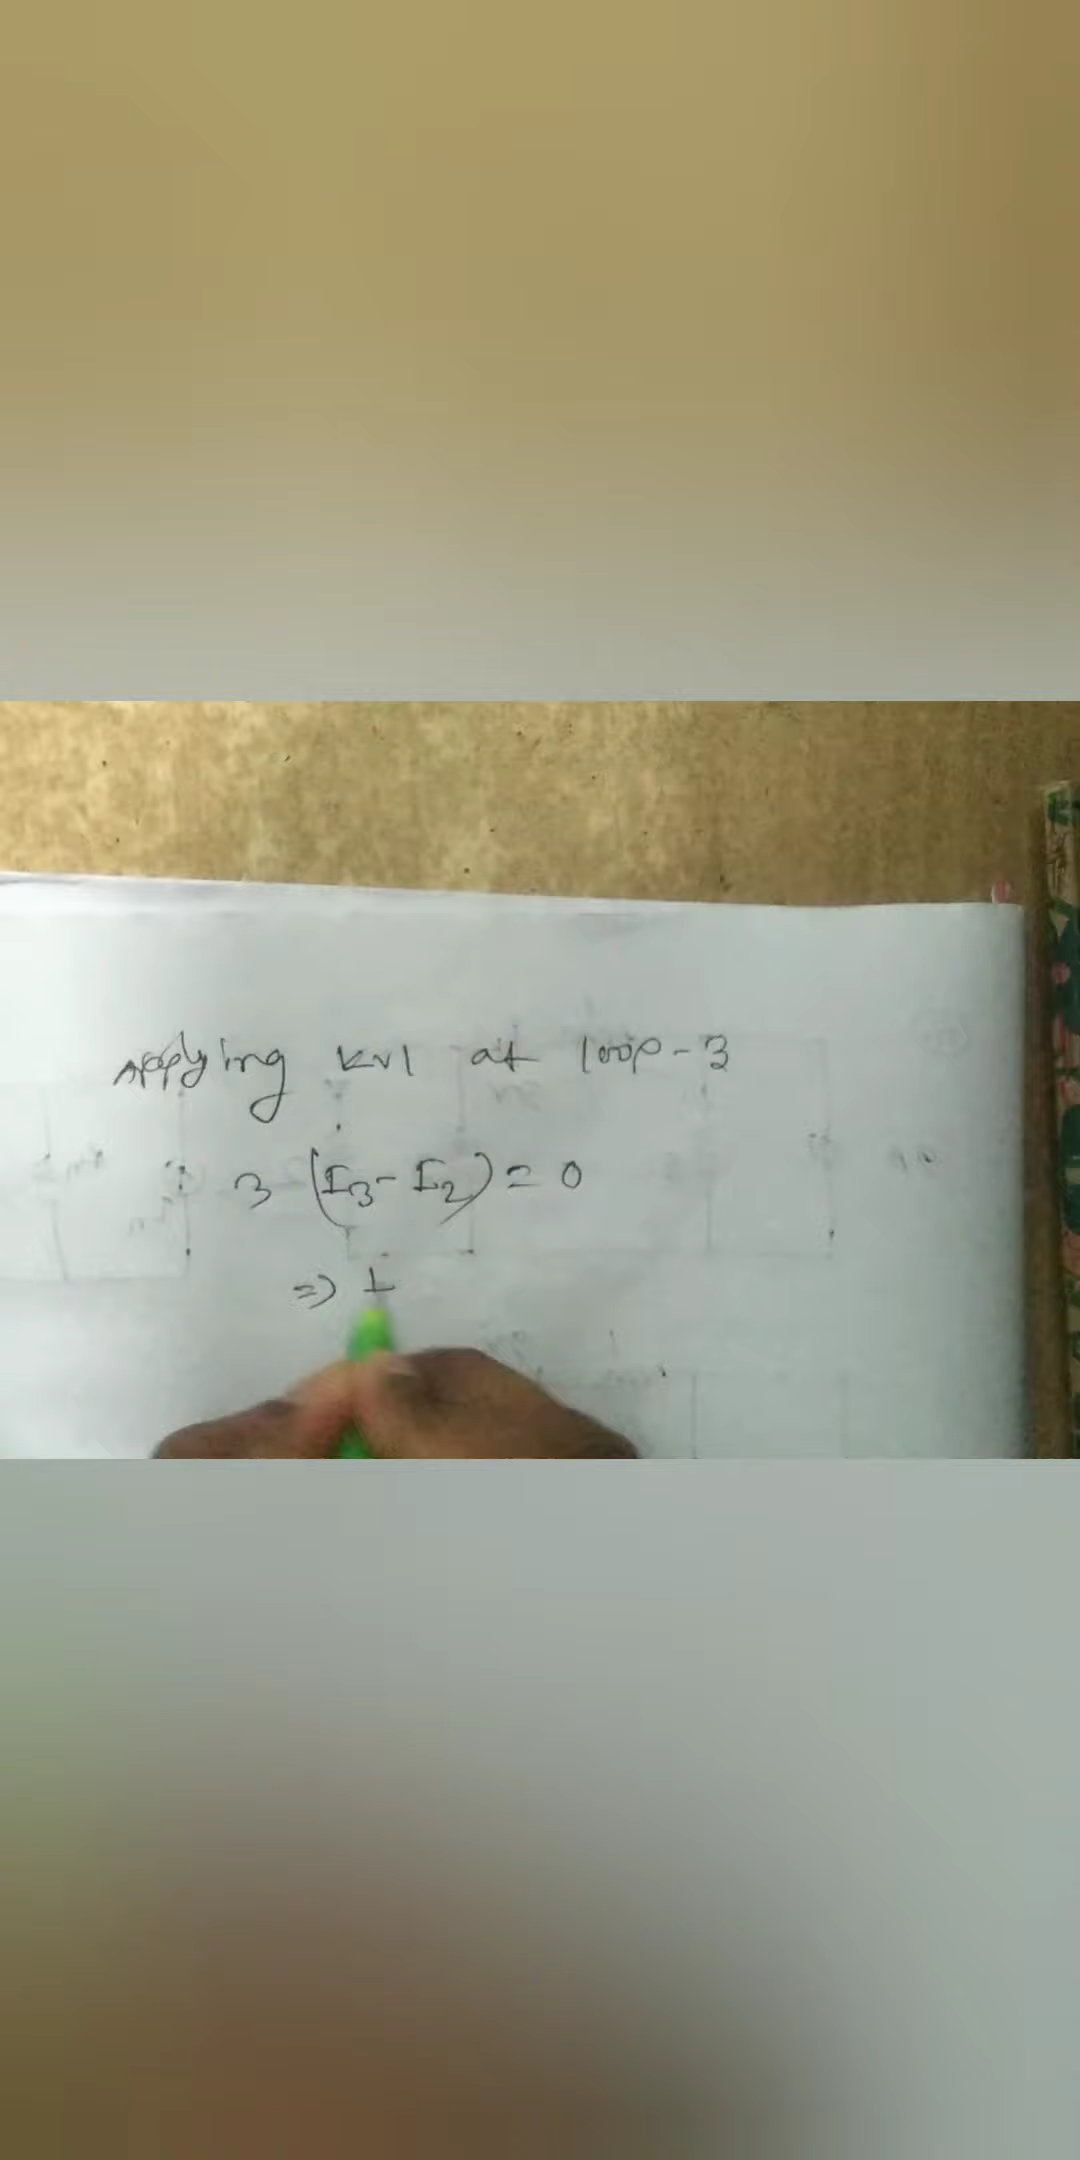 Applying kvl at loop-3
3 (I₃- I₂) = 0
=) I